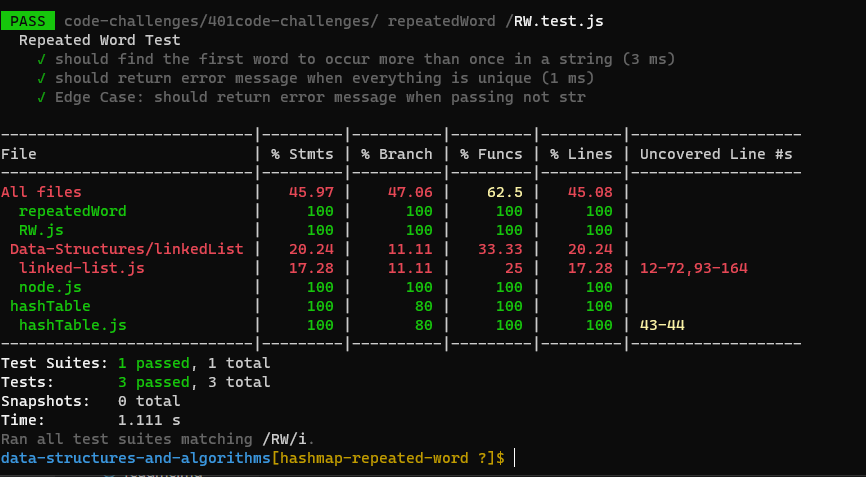 PASS code-challenges/401code-challenges/ repeatedWord /RW.test.js
Repeated Word Test
√ should find the first word to occur more than once in a string (3 ms)
√ should return error message when everything is unique (1 ms)
√ Edge Case: should return error message when passing not str
----------------------------|---------|----------|---------|---------|-------------------
File | % Stmts | % Branch | % Funcs | % Lines | Uncovered Line #s
----------------------------|---------|----------|---------|---------|-------------------
All files | 45.97 | 47.06 | 62.5 | 45.08 |
repeatedWord | 100 | 100 | 100 | 100 |
RW.js | 100 | 100 | 100 | 100 |
Data-Structures/linkedList | 20.24 | 11.11 | 33.33 | 20.24 |
linked-list.js | 17.28 | 11.11 | 25 | 17.28 | 12-72,93-164
node.js | 100 | 100 | 100 | 100 |
hashTable | 100 | 80 | 100 | 100 |
hashTable.js | 100 | 80 | 100 | 100 | 43-44
----------------------------|---------|----------|---------|---------|-------------------
Test Suites: 1 passed, 1 total
Tests: 3 passed, 3 total
Snapshots: 0 total
Time: 1.111 s
Ran all test suites matching /RW/i.
data-structures-and-algorithms[hashmap-repeated-word ?]$